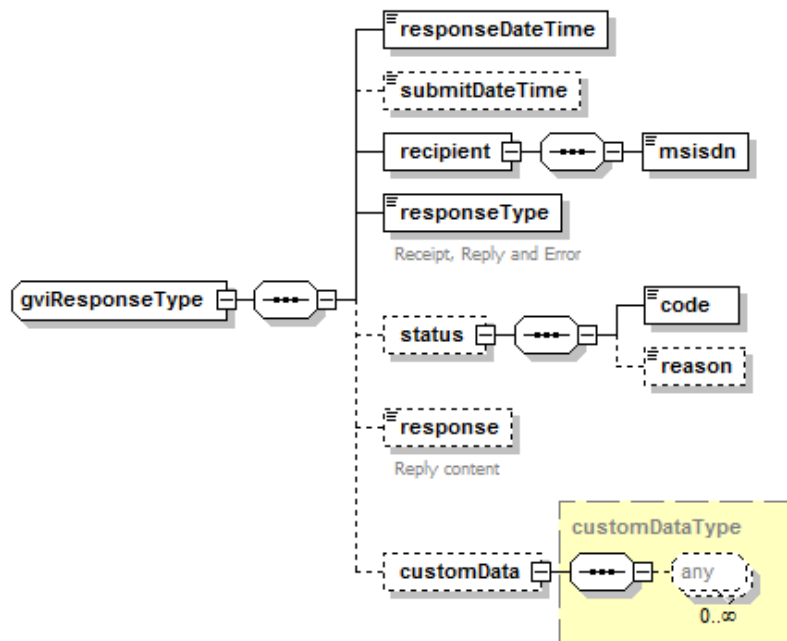 responseDateTime
submitDateTime
recipient
msisdn
responseType
Receipt, Reply and Error
gviResponseType
status
code
reason
response
Reply content
customDataType
customData
any
0..∞